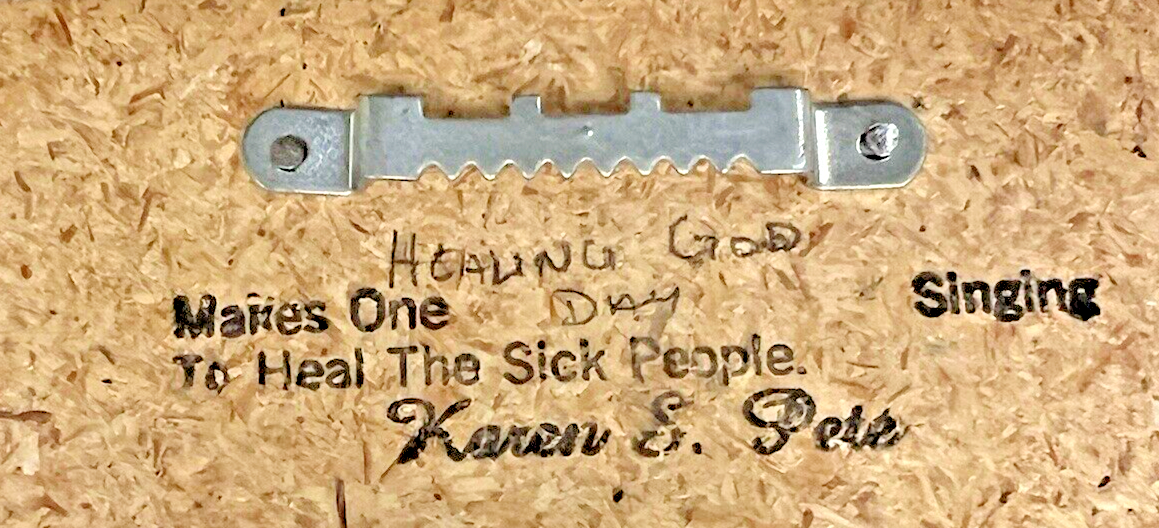 HEALING GOD
Makes One DAY Singing
To Heal The Sick People.
Karen E. Pete